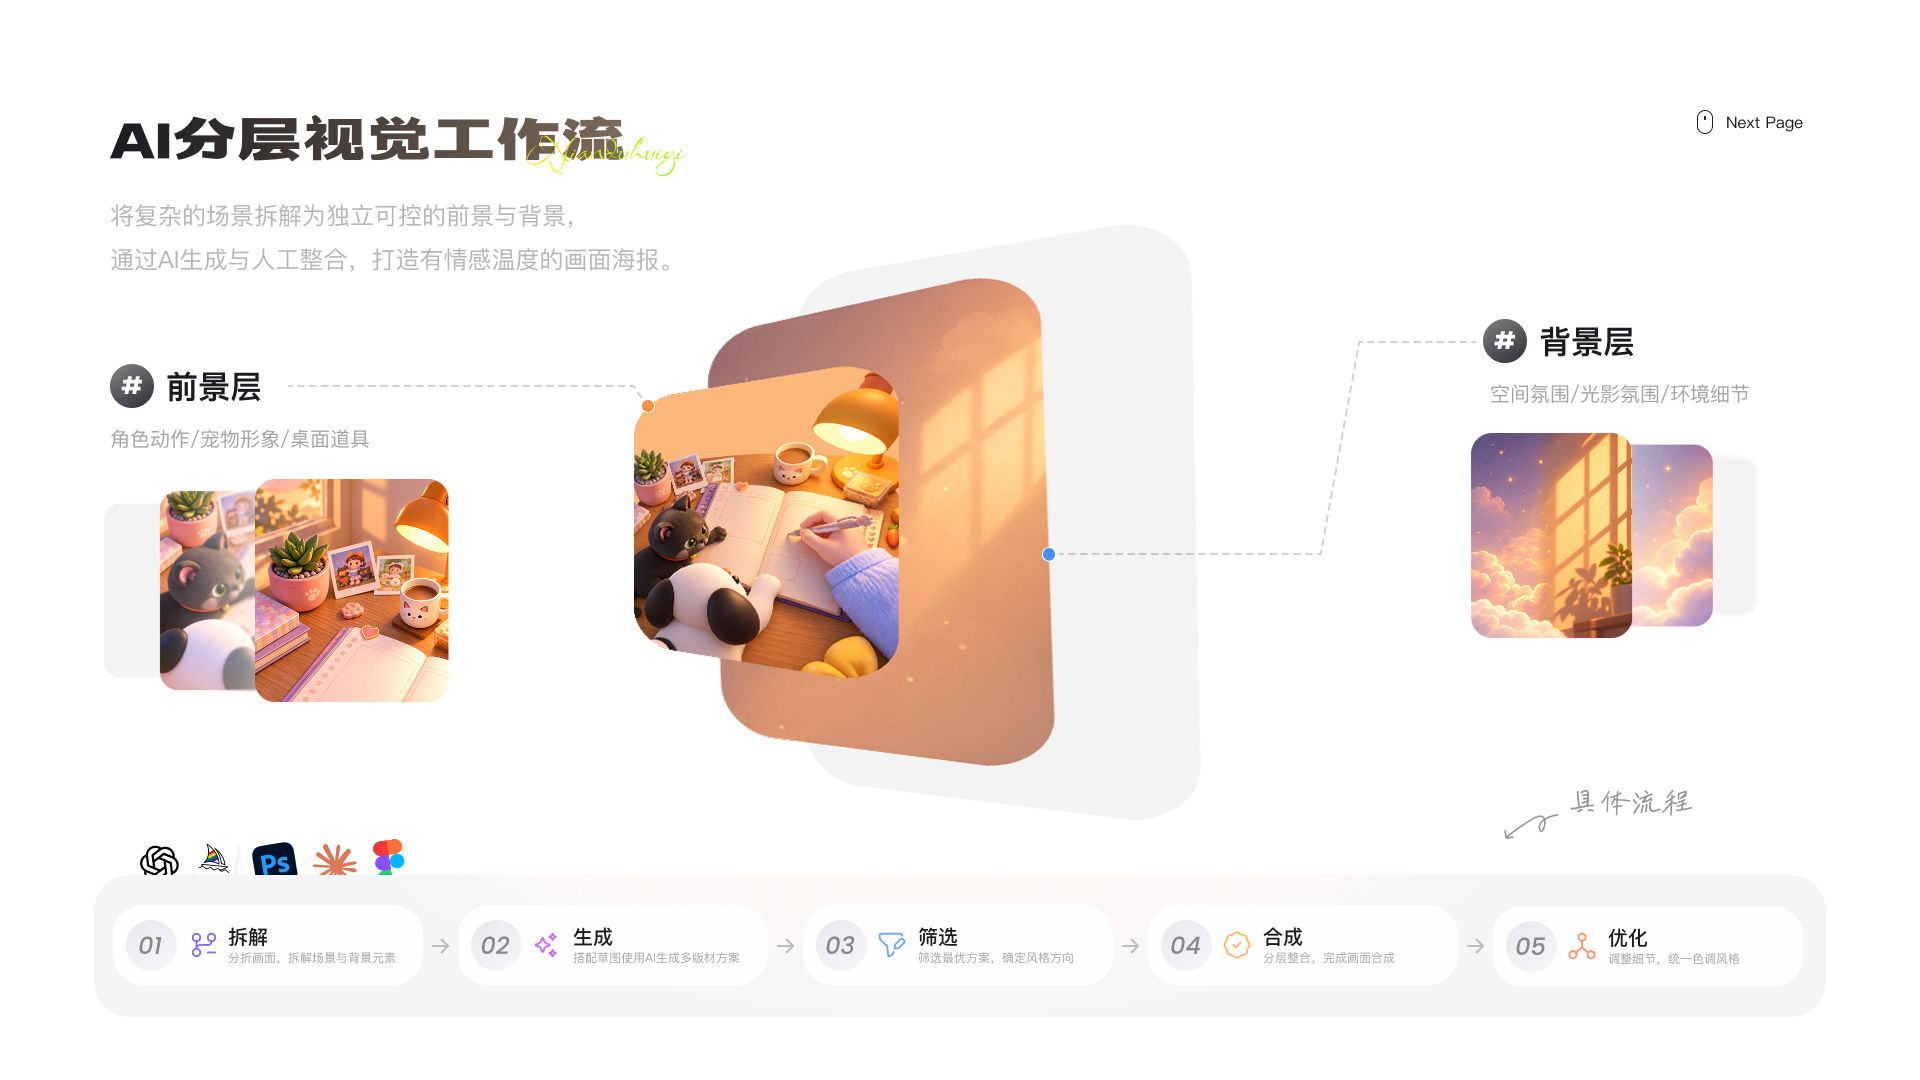 AI分层视觉工作流
Xianduhuiyi
Next Page
将复杂的场景拆解为独立可控的前景与背景，
通过AI生成与人工整合，打造有情感温度的画面海报。
# 前景层
角色动作/宠物形象/桌面道具
# 背景层
空间氛围/光影氛围/环境细节
具体流程
Ps
01 拆解
分折画面，拆解场景与背景元素
02 生成
搭配草图使用AI生成多版材方案
03 筛选
筛选最优方案，确定风格方向
04 合成
分层整合，完成画面合成
05 优化
调整细节，统一色调风格